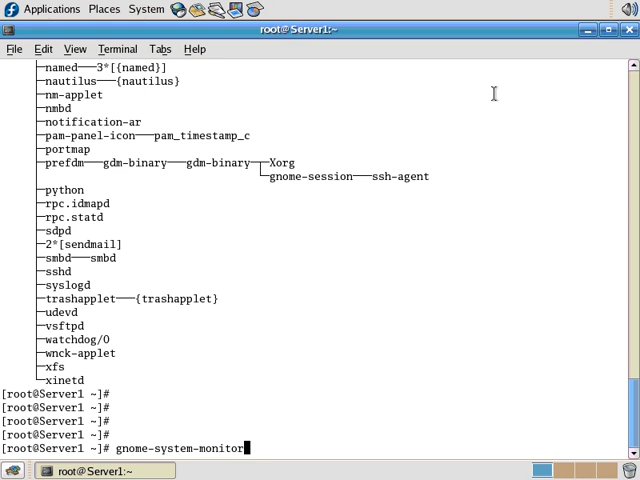 Applications Places System
root@Server1:~
File Edit View Terminal Tabs Help
├─named───3*[{named}]
├─nautilus───{nautilus}
├─nm-applet
├─nmbd
├─notification-ar
├─pam-panel-icon───pam_timestamp_c
├─portmap
├─prefdm───gdm-binary───gdm-binary─┬─Xorg
└─gnome-session───ssh-agent
├─python
├─rpc.idmapd
├─rpc.statd
├─sdpd
├─2*[sendmail]
├─smbd───smbd
├─sshd
├─syslogd
├─trashapplet───{trashapplet}
├─udevd
├─vsftpd
├─watchdog/0
├─wnck-applet
├─xfs
└─xinetd
[root@Server1 ~]#
[root@Server1 ~]#
[root@Server1 ~]#
[root@Server1 ~]#
[root@Server1 ~]# gnome-system-monitor
root@Server1:~